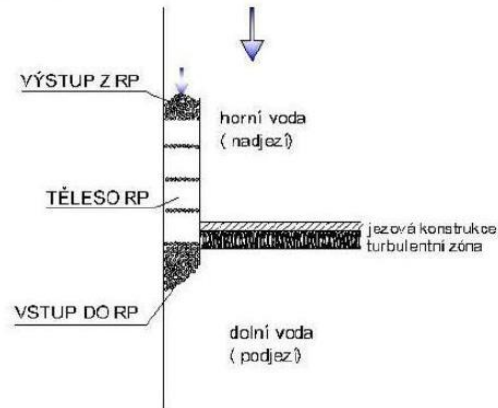 VÝSTUP Z RP
horní voda
( nadjezí)
TĚLESO RP
jezová konstrukce
turbulentní zóna
VSTUP DO RP
dolní voda
( podjezí)